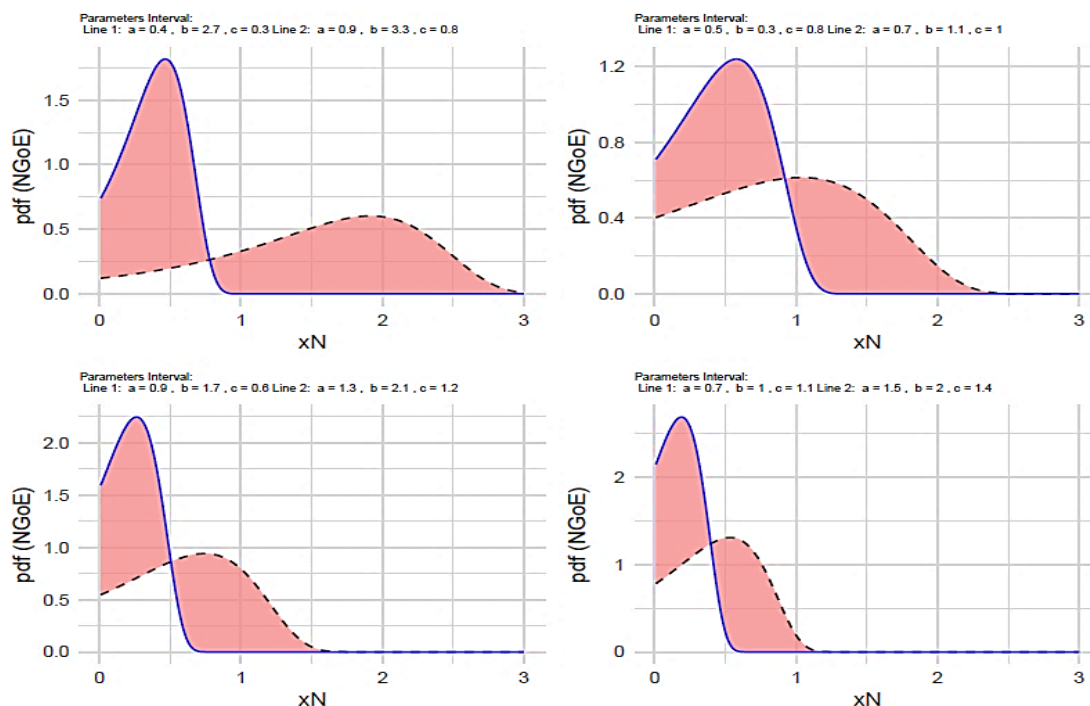 Parameters Interval:
Line 1: a = 0.4 , b = 2.7 , c = 0.3 Line 2: a = 0.9 , b = 3.3 , c = 0.8
pdf (NGoE)
1.5
1.0
0.5
0.0
0 1 2 3
xN
Parameters Interval:
Line 1: a = 0.5 , b = 0.3 , c = 0.8 Line 2: a = 0.7 , b = 1.1 , c = 1
pdf (NGoE)
1.2
0.8
0.4
0.0
0 1 2 3
xN
Parameters Interval:
Line 1: a = 0.9 , b = 1.7 , c = 0.6 Line 2: a = 1.3 , b = 2.1 , c = 1.2
pdf (NGoE)
2.0
1.5
1.0
0.5
0.0
0 1 2 3
xN
Parameters Interval:
Line 1: a = 0.7 , b = 1 , c = 1.1 Line 2: a = 1.5 , b = 2 , c = 1.4
pdf (NGoE)
2
1
0
0 1 2 3
xN